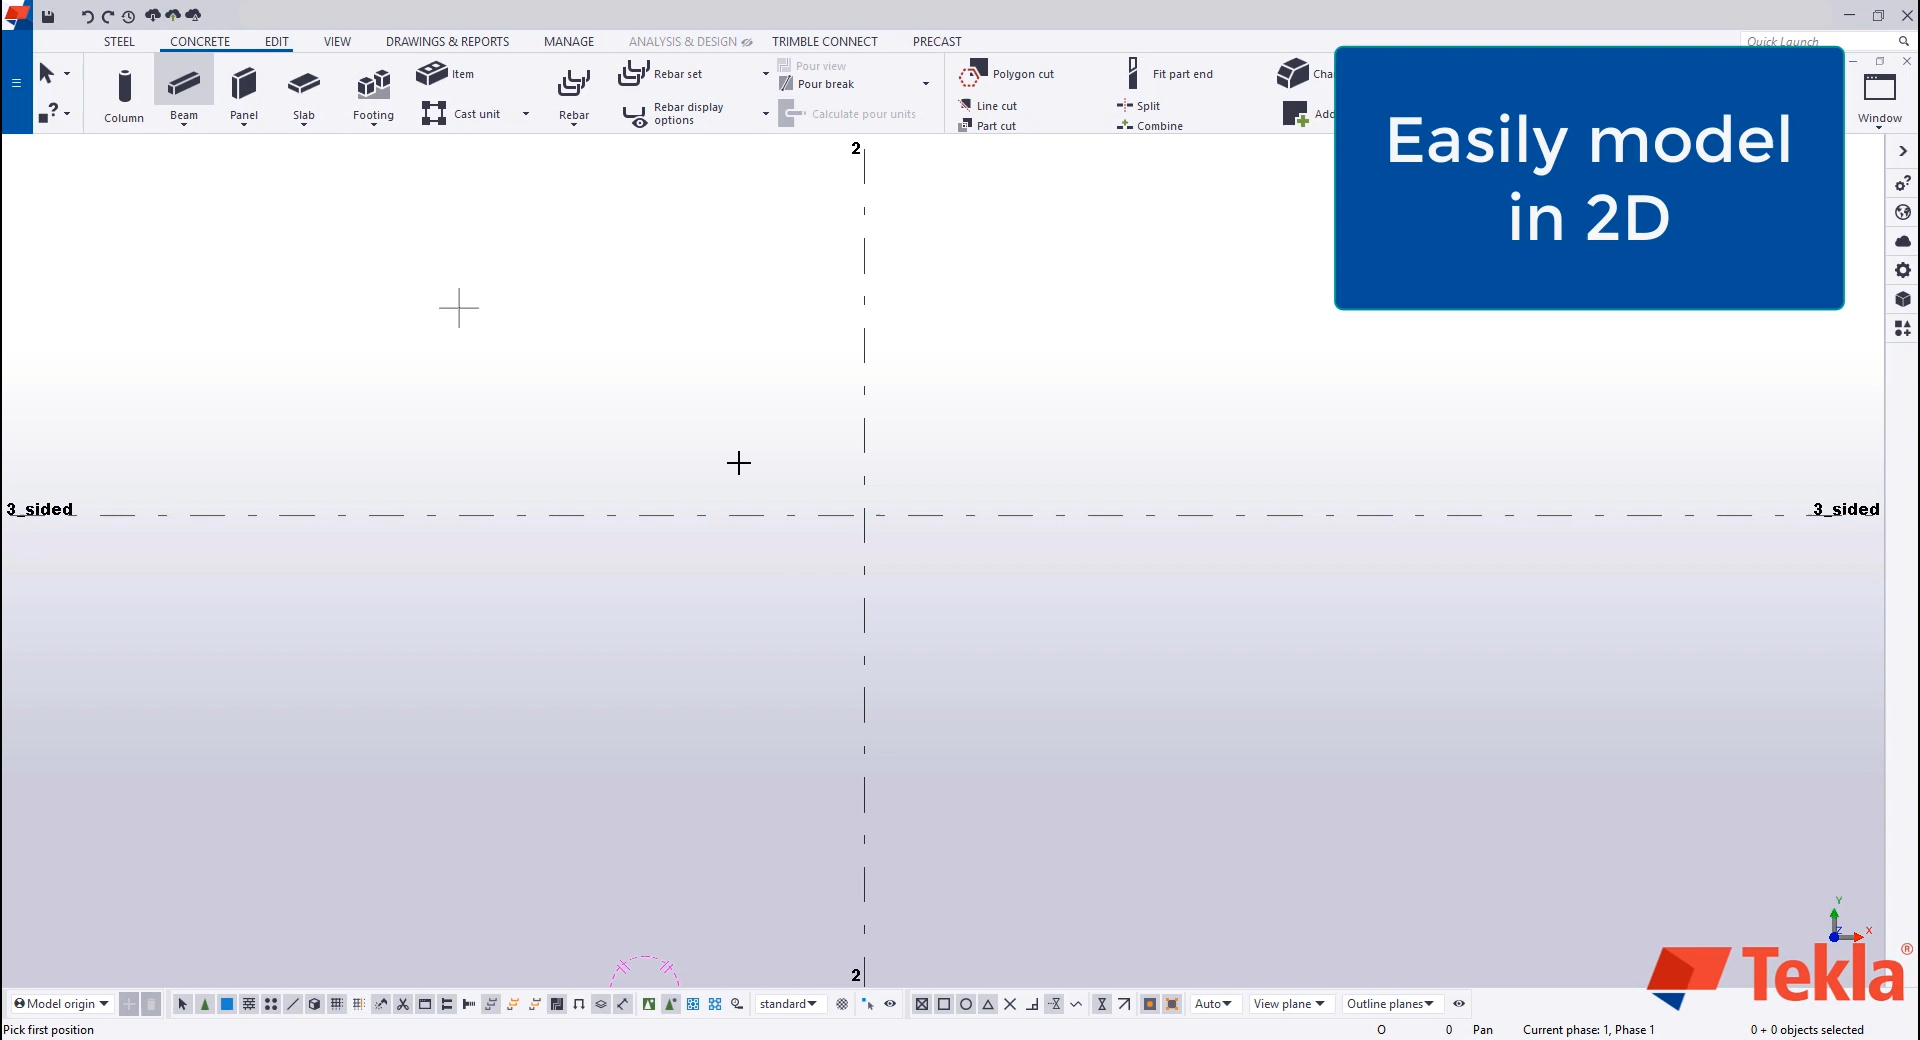 STEEL CONCRETE EDIT VIEW DRAWINGS & REPORTS MANAGE ANALYSIS & DESIGN TRIMBLE CONNECT PRECAST Quick Launch
Column
Beam
Panel
Slab
Footing
Item
Cast unit
Rebar
Rebar set
Rebar display
options
Pour view
Pour break
Calculate pour units
Polygon cut
Line cut
Part cut
Fit part end
Split
Combine
Cha
Add
Window
Easily model
in 2D
2
3_sided 3_sided
2
Y
Z
X
Tekla®
Model origin standard Auto View plane Outline planes
Pick first position O 0 Pan Current phase: 1, Phase 1 0 + 0 objects selected